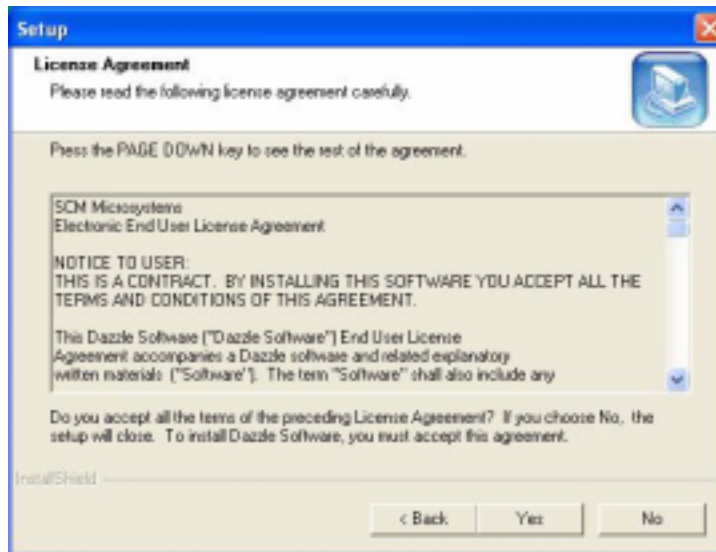 Setup
License Agreement
Please read the following license agreement carefully.
Press the PAGE DOWN key to see the rest of the agreement.
SCM Microsystems
Electronic End User License Agreement
NOTICE TO USER:
THIS IS A CONTRACT. BY INSTALLING THIS SOFTWARE YOU ACCEPT ALL THE
TERMS AND CONDITIONS OF THIS AGREEMENT.
This Dazzle Software ("Dazzle Software") End User License
Agreement accompanies a Dazzle software and related explanatory
written materials ("Software"). The term "Software" shall also include any
Do you accept all the terms of the preceding License Agreement? If you choose No, the
setup will close. To install Dazzle Software, you must accept this agreement.
InstallShield
< Back
Yes
No